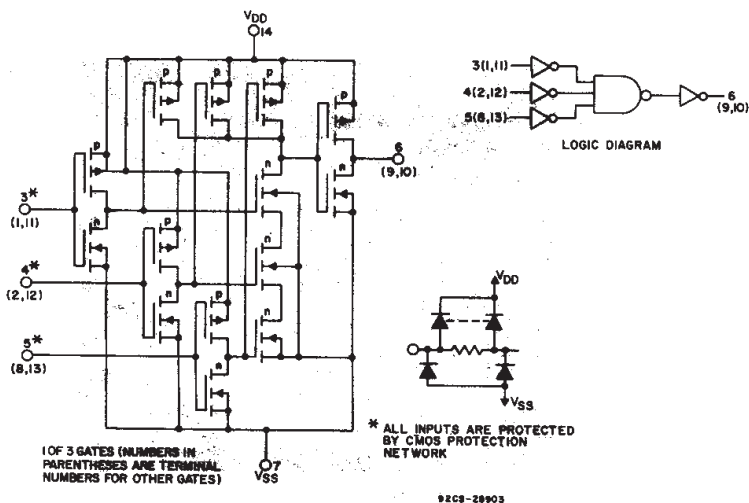 VDD
14
p
p
p
p
p
n
n
n
n
p
n
p
n
n
3*
(1,11)
4*
(2,12)
5*
(8,13)
6
(9,10)
7
VSS
1 OF 3 GATES (NUMBERS IN
PARENTHESES ARE TERMINAL
NUMBERS FOR OTHER GATES)
3(1,11)
4(2,12)
5(8,13)
6
(9,10)
LOGIC DIAGRAM
VDD
VSS
* ALL INPUTS ARE PROTECTED
BY CMOS PROTECTION
NETWORK
92CS-28903